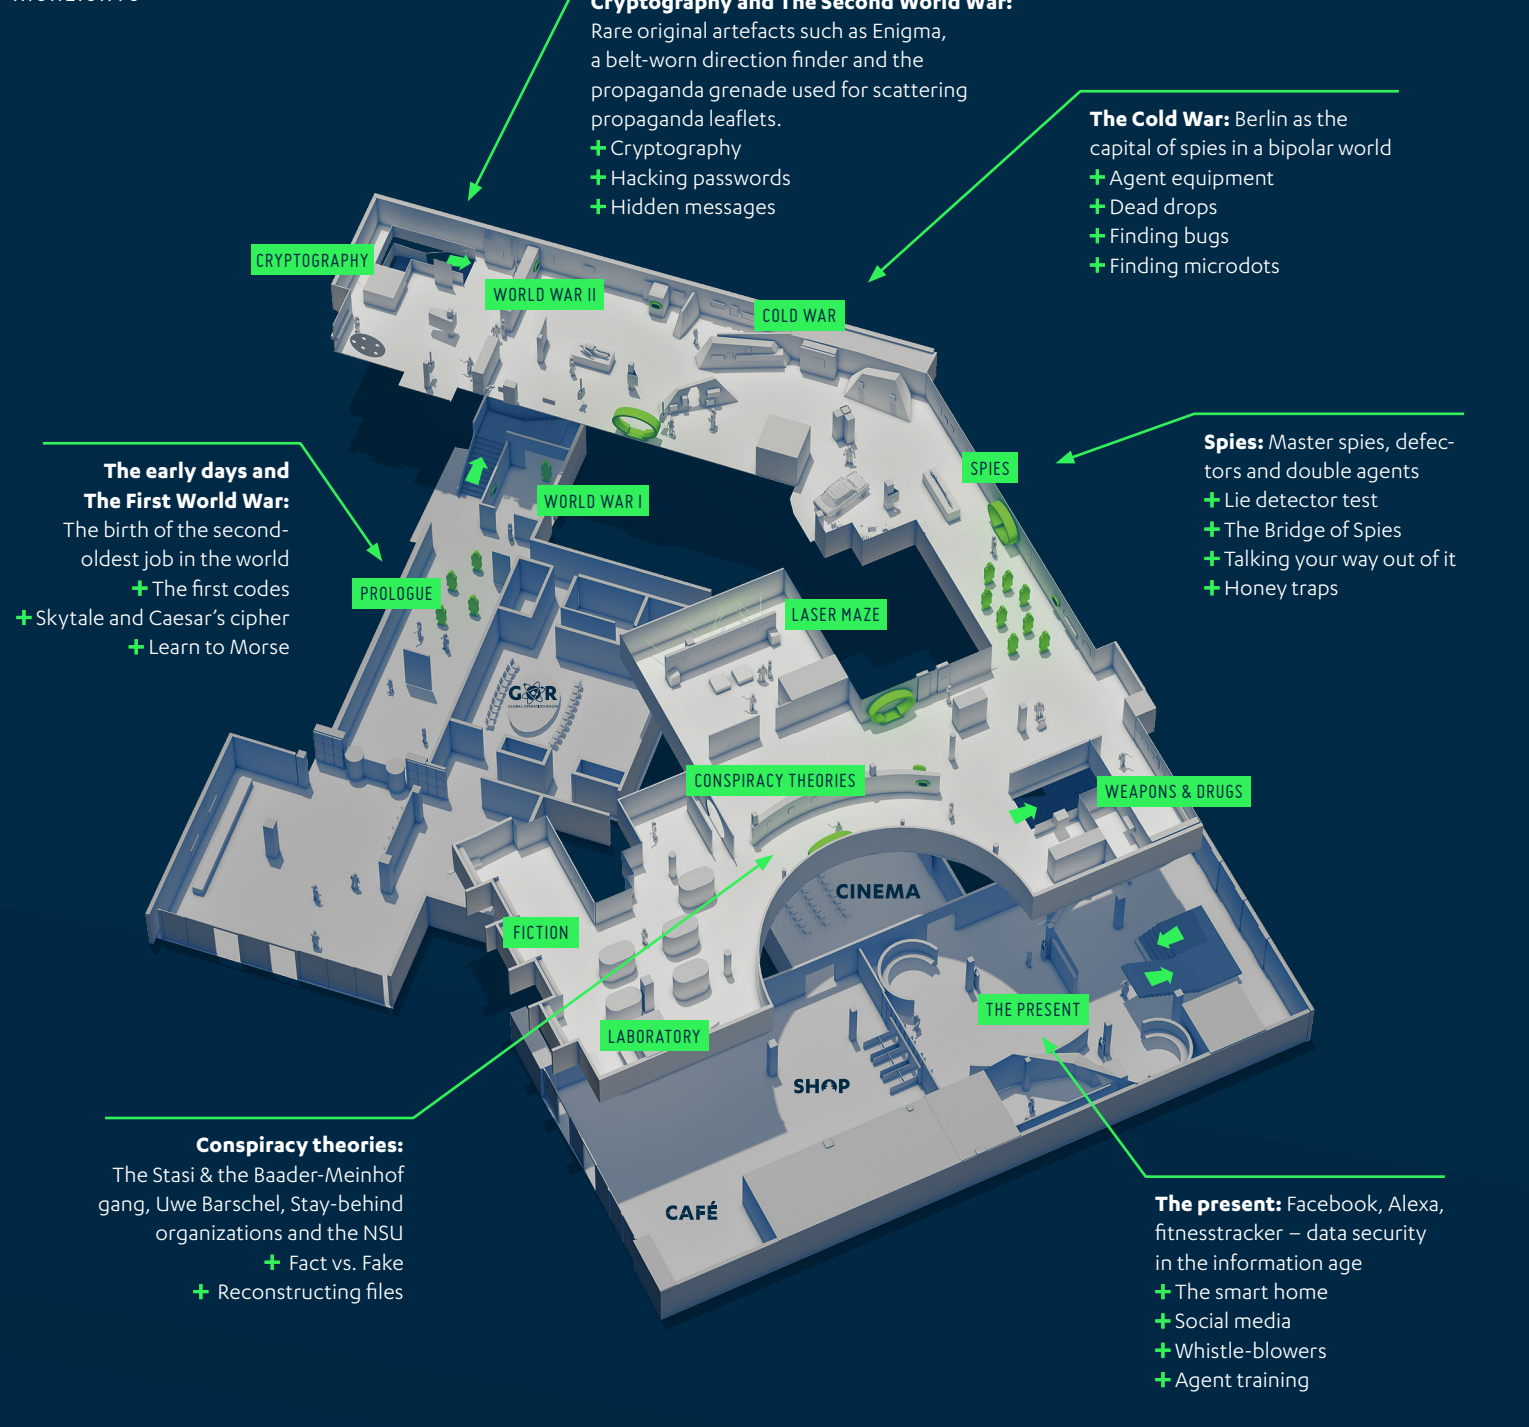 HIGHLIGHTS
Cryptography and The Second World War:
Rare original artefacts such as Enigma,
a belt-worn direction finder and the
propaganda grenade used for scattering
propaganda leaflets.
+ Cryptography
+ Hacking passwords
+ Hidden messages
The Cold War: Berlin as the
capital of spies in a bipolar world
+ Agent equipment
+ Dead drops
+ Finding bugs
+ Finding microdots
CRYPTOGRAPHY
WORLD WAR II
COLD WAR
Spies: Master spies, defec-
tors and double agents
+ Lie detector test
+ The Bridge of Spies
+ Talking your way out of it
+ Honey traps
SPIES
The early days and
The First World War:
The birth of the second-
oldest job in the world
+ The first codes
+ Skytale and Caesar’s cipher
+ Learn to Morse
WORLD WAR I
PROLOGUE
LASER MAZE
GOR
GLOBAL OPERATION ROOM
CONSPIRACY THEORIES
WEAPONS & DRUGS
CINEMA
FICTION
THE PRESENT
LABORATORY
SHOP
CAFÉ
Conspiracy theories:
The Stasi & the Baader-Meinhof
gang, Uwe Barschel, Stay-behind
organizations and the NSU
+ Fact vs. Fake
+ Reconstructing files
The present: Facebook, Alexa,
fitnesstracker – data security
in the information age
+ The smart home
+ Social media
+ Whistle-blowers
+ Agent training